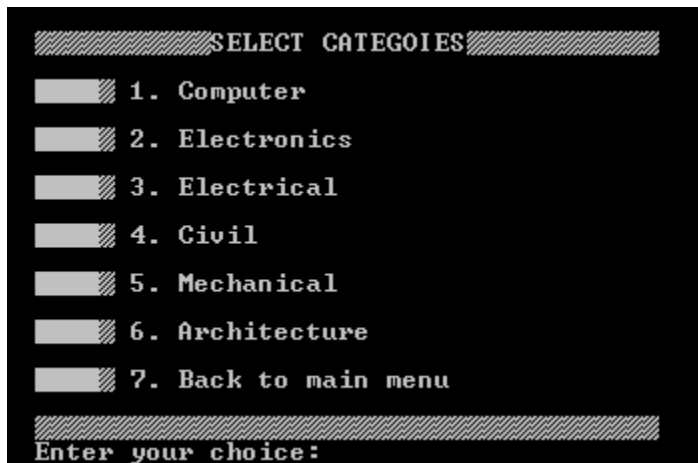 SELECT CATEGOIES
1. Computer
2. Electronics
3. Electrical
4. Civil
5. Mechanical
6. Architecture
7. Back to main menu
Enter your choice: